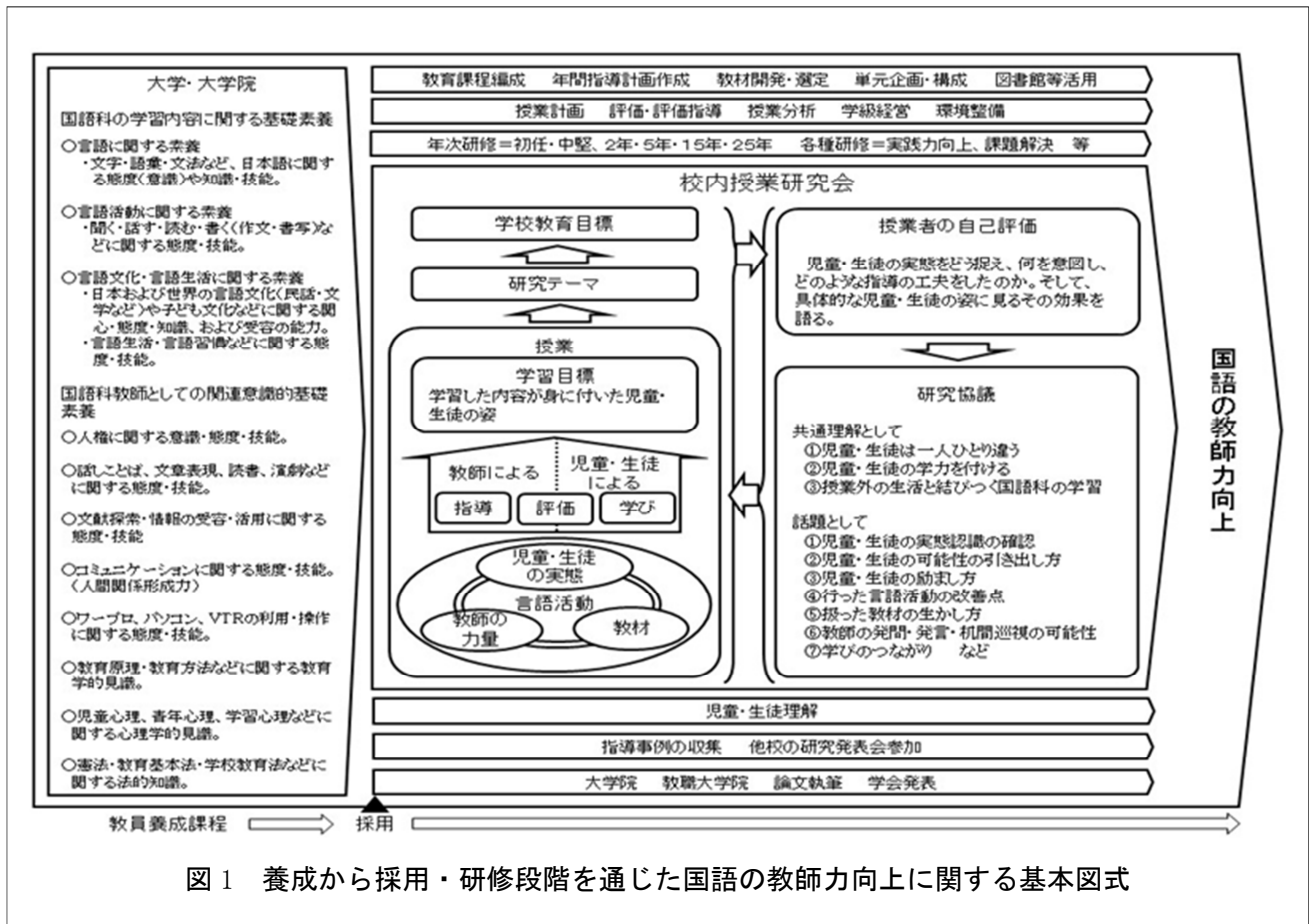 大学・大学院
国語科の学習内容に関する基礎素義
〇言語に関する素義
・文字・語彙・文法など、日本語に関す
る態度(意識)や知識・技能。
〇言語活動に関する素義
・聞く・話す・読む・書く(作文・書写)な
どに関する態度・技能。
〇言語文化・言語生活に関する素義
・日本および世界の言語文化(民話・文
学など)や子ども文化などに関する関
心・態度・知識、および受容の能力。
・言語生活・言語習慣などに関する態
度・技能。
国語科教師としての関連意識的基礎
素義
〇人権に関する意識・態度・技能。
〇話しことば、文章表現、読書、演劇など
に関する態度・技能。
〇文献探索・情報の受容・活用に関する
態度・技能
〇コミュニケーションに関する態度・技能。
(人間関係形成力)
〇ワープロ、パソコン、VTRの利用・操作
に関する態度・技能。
〇教育原理・教育方法などに関する教育
学的見識。
〇児童心理、青年心理、学習心理などに
関する心理学的見識。
〇憲法・教育基本法・学校教育法などに
関する法的知識。
教育課程編成 年間指導計画作成 教材開発・選定 単元企画・構成 図書館等活用
授業計画 評価・評価指導 授業分析 学級経営 環境整備
年次研修=初任・中堅、2年・5年・15年・25年 各種研修=実践力向上、課題解決 等
校内授業研究会
学校教育目標
研究テーマ
授業
学習目標
学習した内容が身に付いた児童・
生徒の姿
教師による
児童・生徒
による
指導
評価
学び
児童・生徒
の実態
言語活動
教師の
力量
教材
授業者の自己評価
児童・生徒の実態をどう捉え、何を意図し、
どのような指導の工夫をしたのか。そして、
具体的な児童・生徒の姿に見るその効果を
語る。
研究協議
共通理解として
①児童・生徒は一人ひとり違う
②児童・生徒の学力を付ける
③授業外の生活と結びつく国語科の学習
話題として
①児童・生徒の実態認識の確認
②児童・生徒の可能性の引き出し方
③児童・生徒の励まし方
④行った言語活動の改善点
⑤扱った教材の生かし方
⑥教師の発問・発言・机間巡視の可能性
⑦学びのつながり など
児童・生徒理解
指導事例の収集 他校の研究発表会参加
大学院 教職大学院 論文執筆 学会発表
国語の教師力向上
教員養成課程
採用
図1 養成から採用・研修段階を通じた国語の教師力向上に関する基本図式